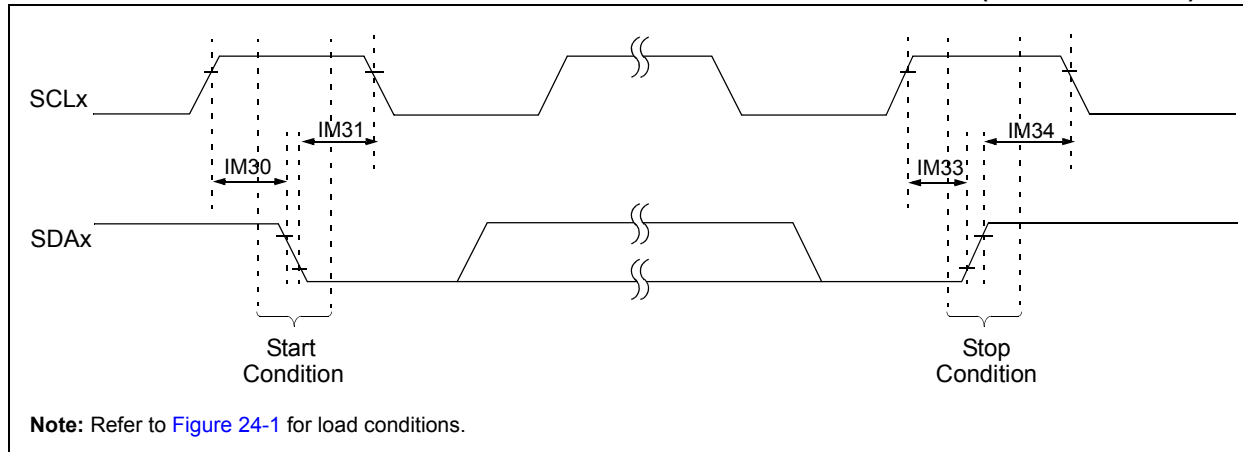 SCLx
IM31
IM34
IM30
IM33
SDAx
Start
Condition
Stop
Condition
Note: Refer to Figure 24-1 for load conditions.